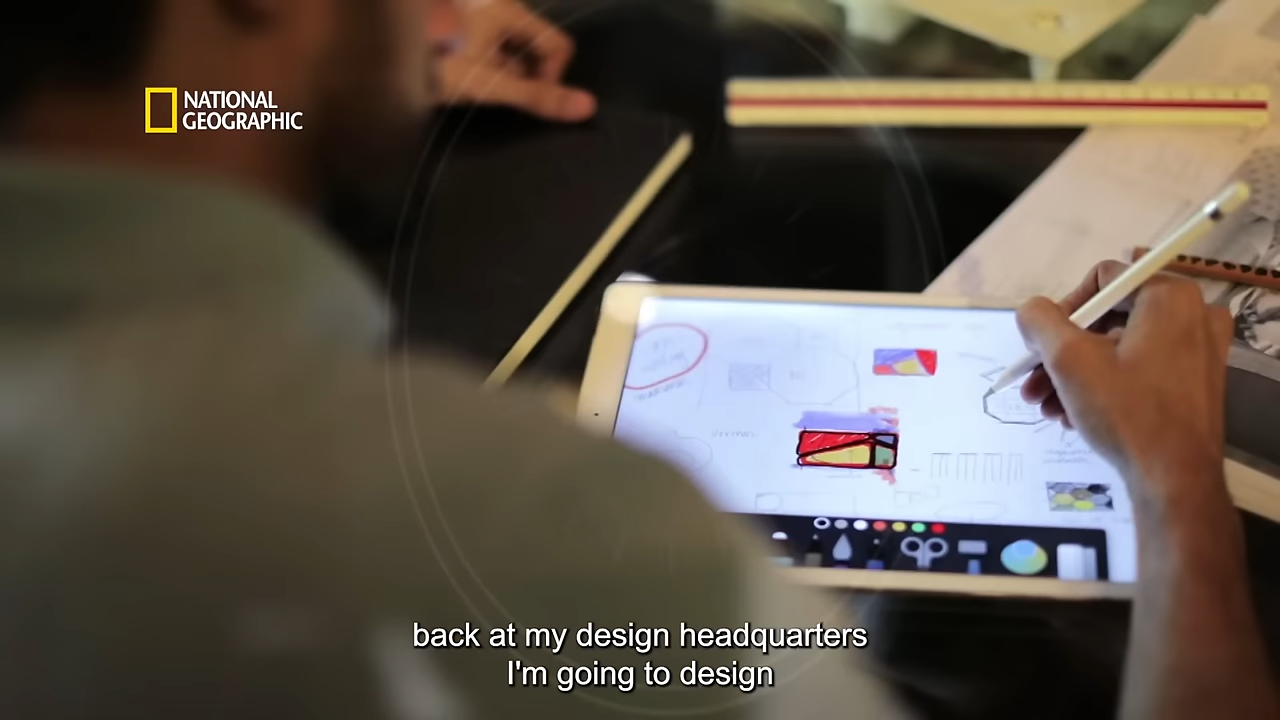 NATIONAL
GEOGRAPHIC
back at my design headquarters
I'm going to design